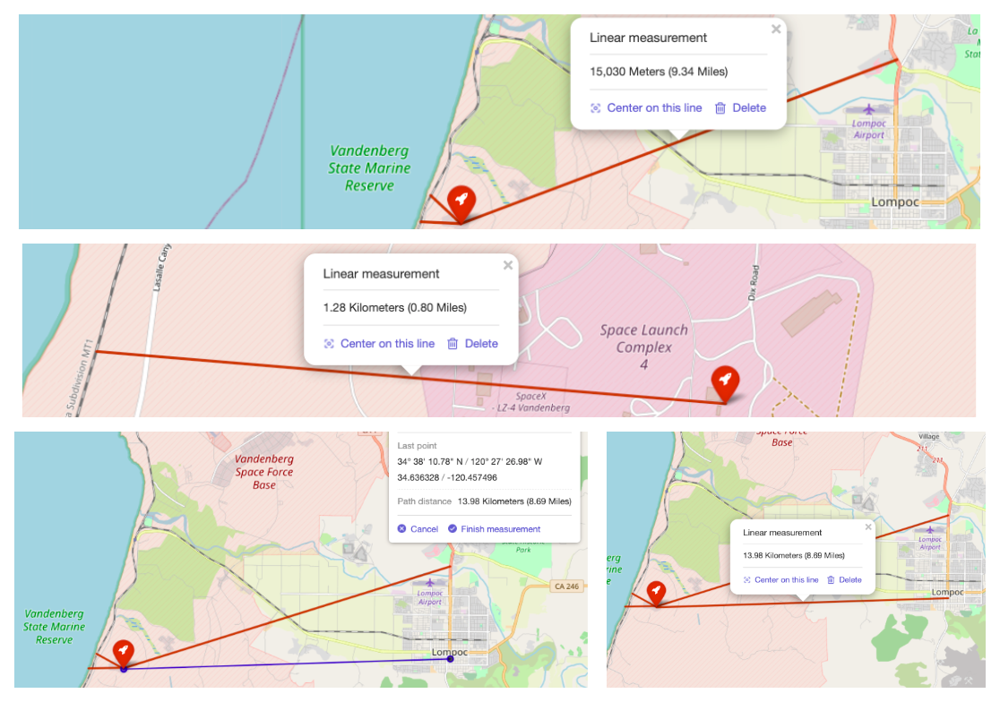 Linear measurement
15,030 Meters (9.34 Miles)
Center on this line
Delete
La
Stat
Lompoc
Airport
Vandenberg
State Marine
Reserve
Lompoc
Linear measurement
1.28 Kilometers (0.80 Miles)
Center on this line
Delete
Lasalle Cany
a Subdivision MT1
Dix Road
Space Launch
Complex
4
SpaceX
- LZ-4 Vandenberg
Last point
34° 38' 10.78" N / 120° 27' 26.98" W
34.636328 / -120.457496
Path distance 13.98 Kilometers (8.69 Miles)
Cancel
Finish measurement
Vandenberg
Space Force
Base
Park
CA 246
Lompoc
Airport
Vandenberg
State Marine
Reserve
Lompoc
Space Force
Base
Village
211
211
Linear measurement
13.98 Kilometers (8.69 Miles)
Center on this line
Delete
erg
rine
e
Lompoc
Airport
Lompoc